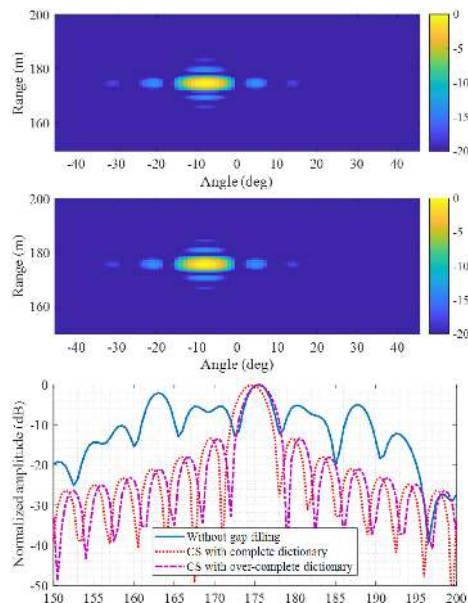 200
180
160
Range (m)
-40 -30 -20 -10 0 10 20 30 40
Angle (deg)
0
-5
-10
-15
-20
200
180
160
Range (m)
-40 -30 -20 -10 0 10 20 30 40
Angle (deg)
0
-5
-10
-15
-20
0
-10
-20
-30
-40
-50
Normalized amplitude (dB)
Without gap filling
CS with complete dictionary
CS with over-complete dictionary
150 155 160 165 170 175 180 185 190 195 200